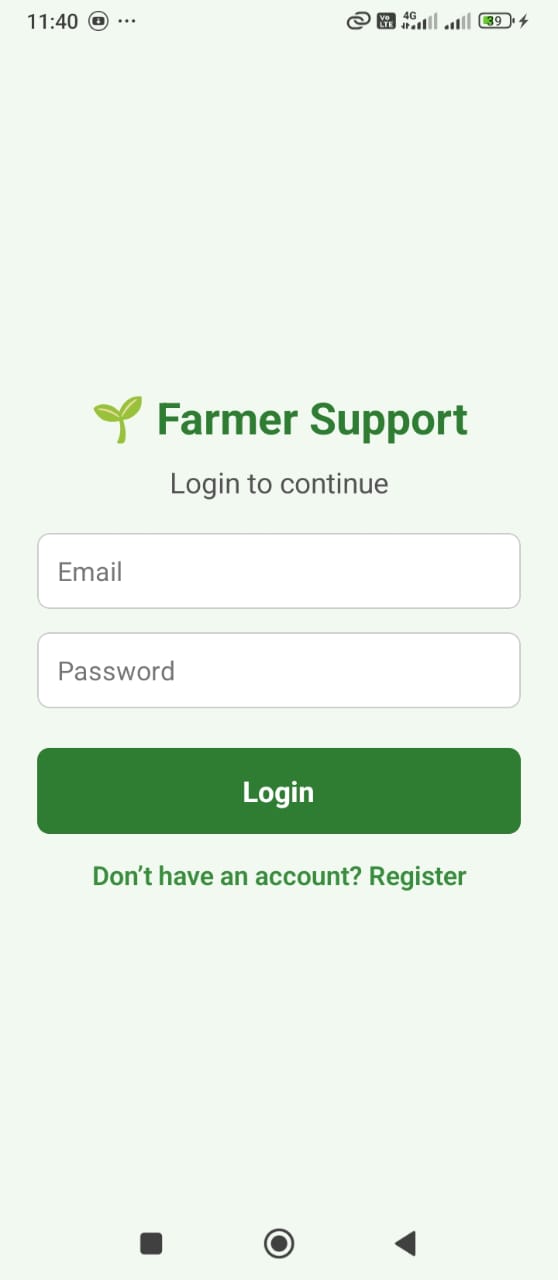 11:40
Vo LTE 4G 39
🌱 Farmer Support
Login to continue
Email
Password
Login
Don’t have an account? Register